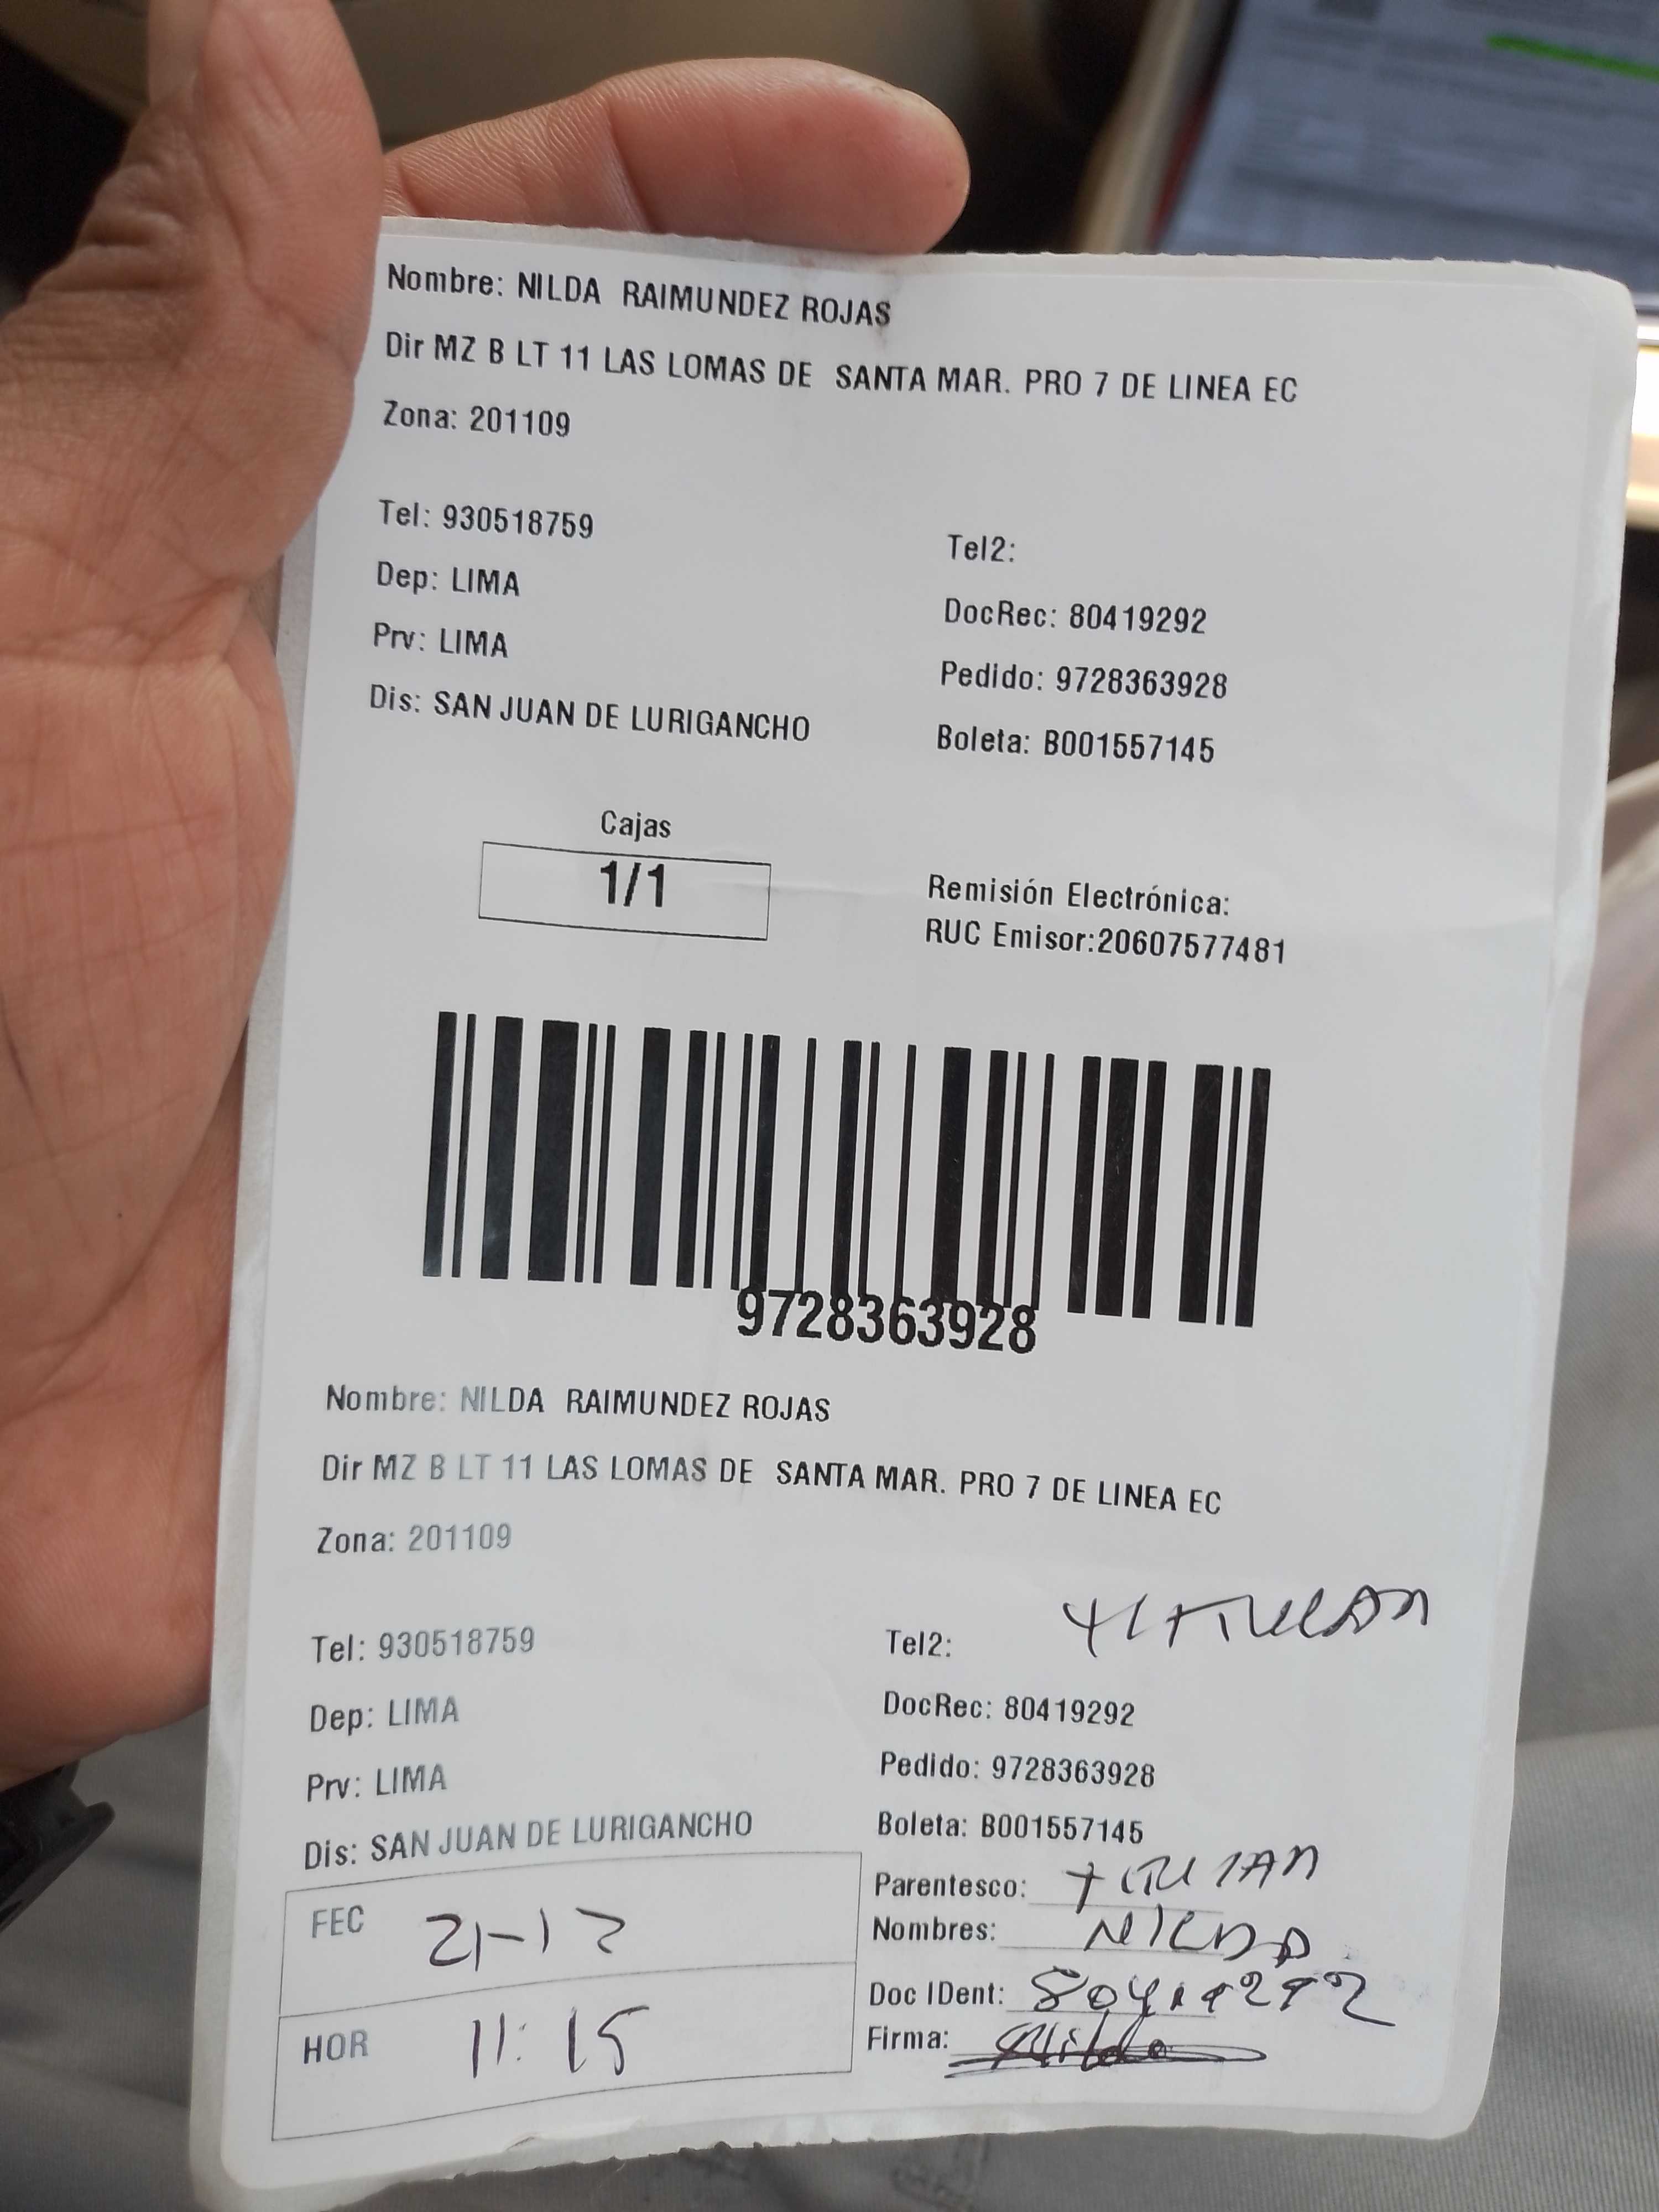 Nombre: NILDA RAIMUNDEZ ROJAS
Dir MZ B LT 11 LAS LOMAS DE SANTA MAR. PRO 7 DE LINEA EC
Zona: 201109
Tel: 930518759
Tel2:
Dep: LIMA
DocRec: 80419292
Prv: LIMA
Pedido: 9728363928
Dis: SAN JUAN DE LURIGANCHO
Boleta: B001557145
Cajas
1/1
Remisión Electrónica:
RUC Emisor:20607577481
9728363928
Nombre: NILDA RAIMUNDEZ ROJAS
Dir MZ B LT 11 LAS LOMAS DE SANTA MAR. PRO 7 DE LINEA EC
Zona: 201109
Tel: 930518759
Tel2:
Dep: LIMA
DocRec: 80419292
Prv: LIMA
Pedido: 9728363928
Dis: SAN JUAN DE LURIGANCHO
Boleta: B001557145
FEC 21-12
HOR 11:15
Parentesco: TITULAR
Nombres: NILDA
Doc IDent: 80419292
Firma: Nilda